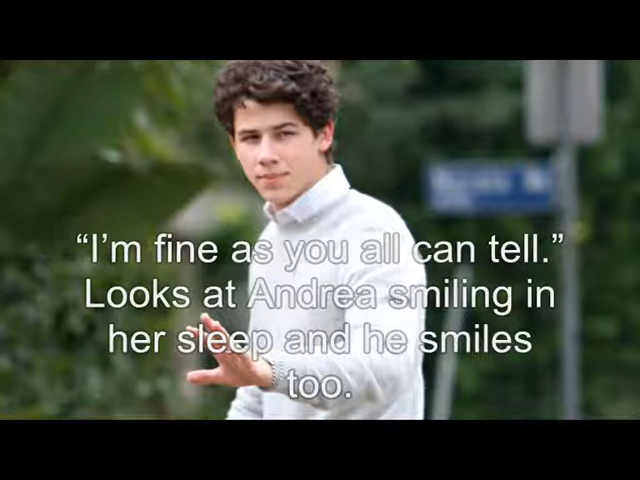 “I’m fine as you all can tell.”
Looks at Andrea smiling in
her sleep and he smiles
too.